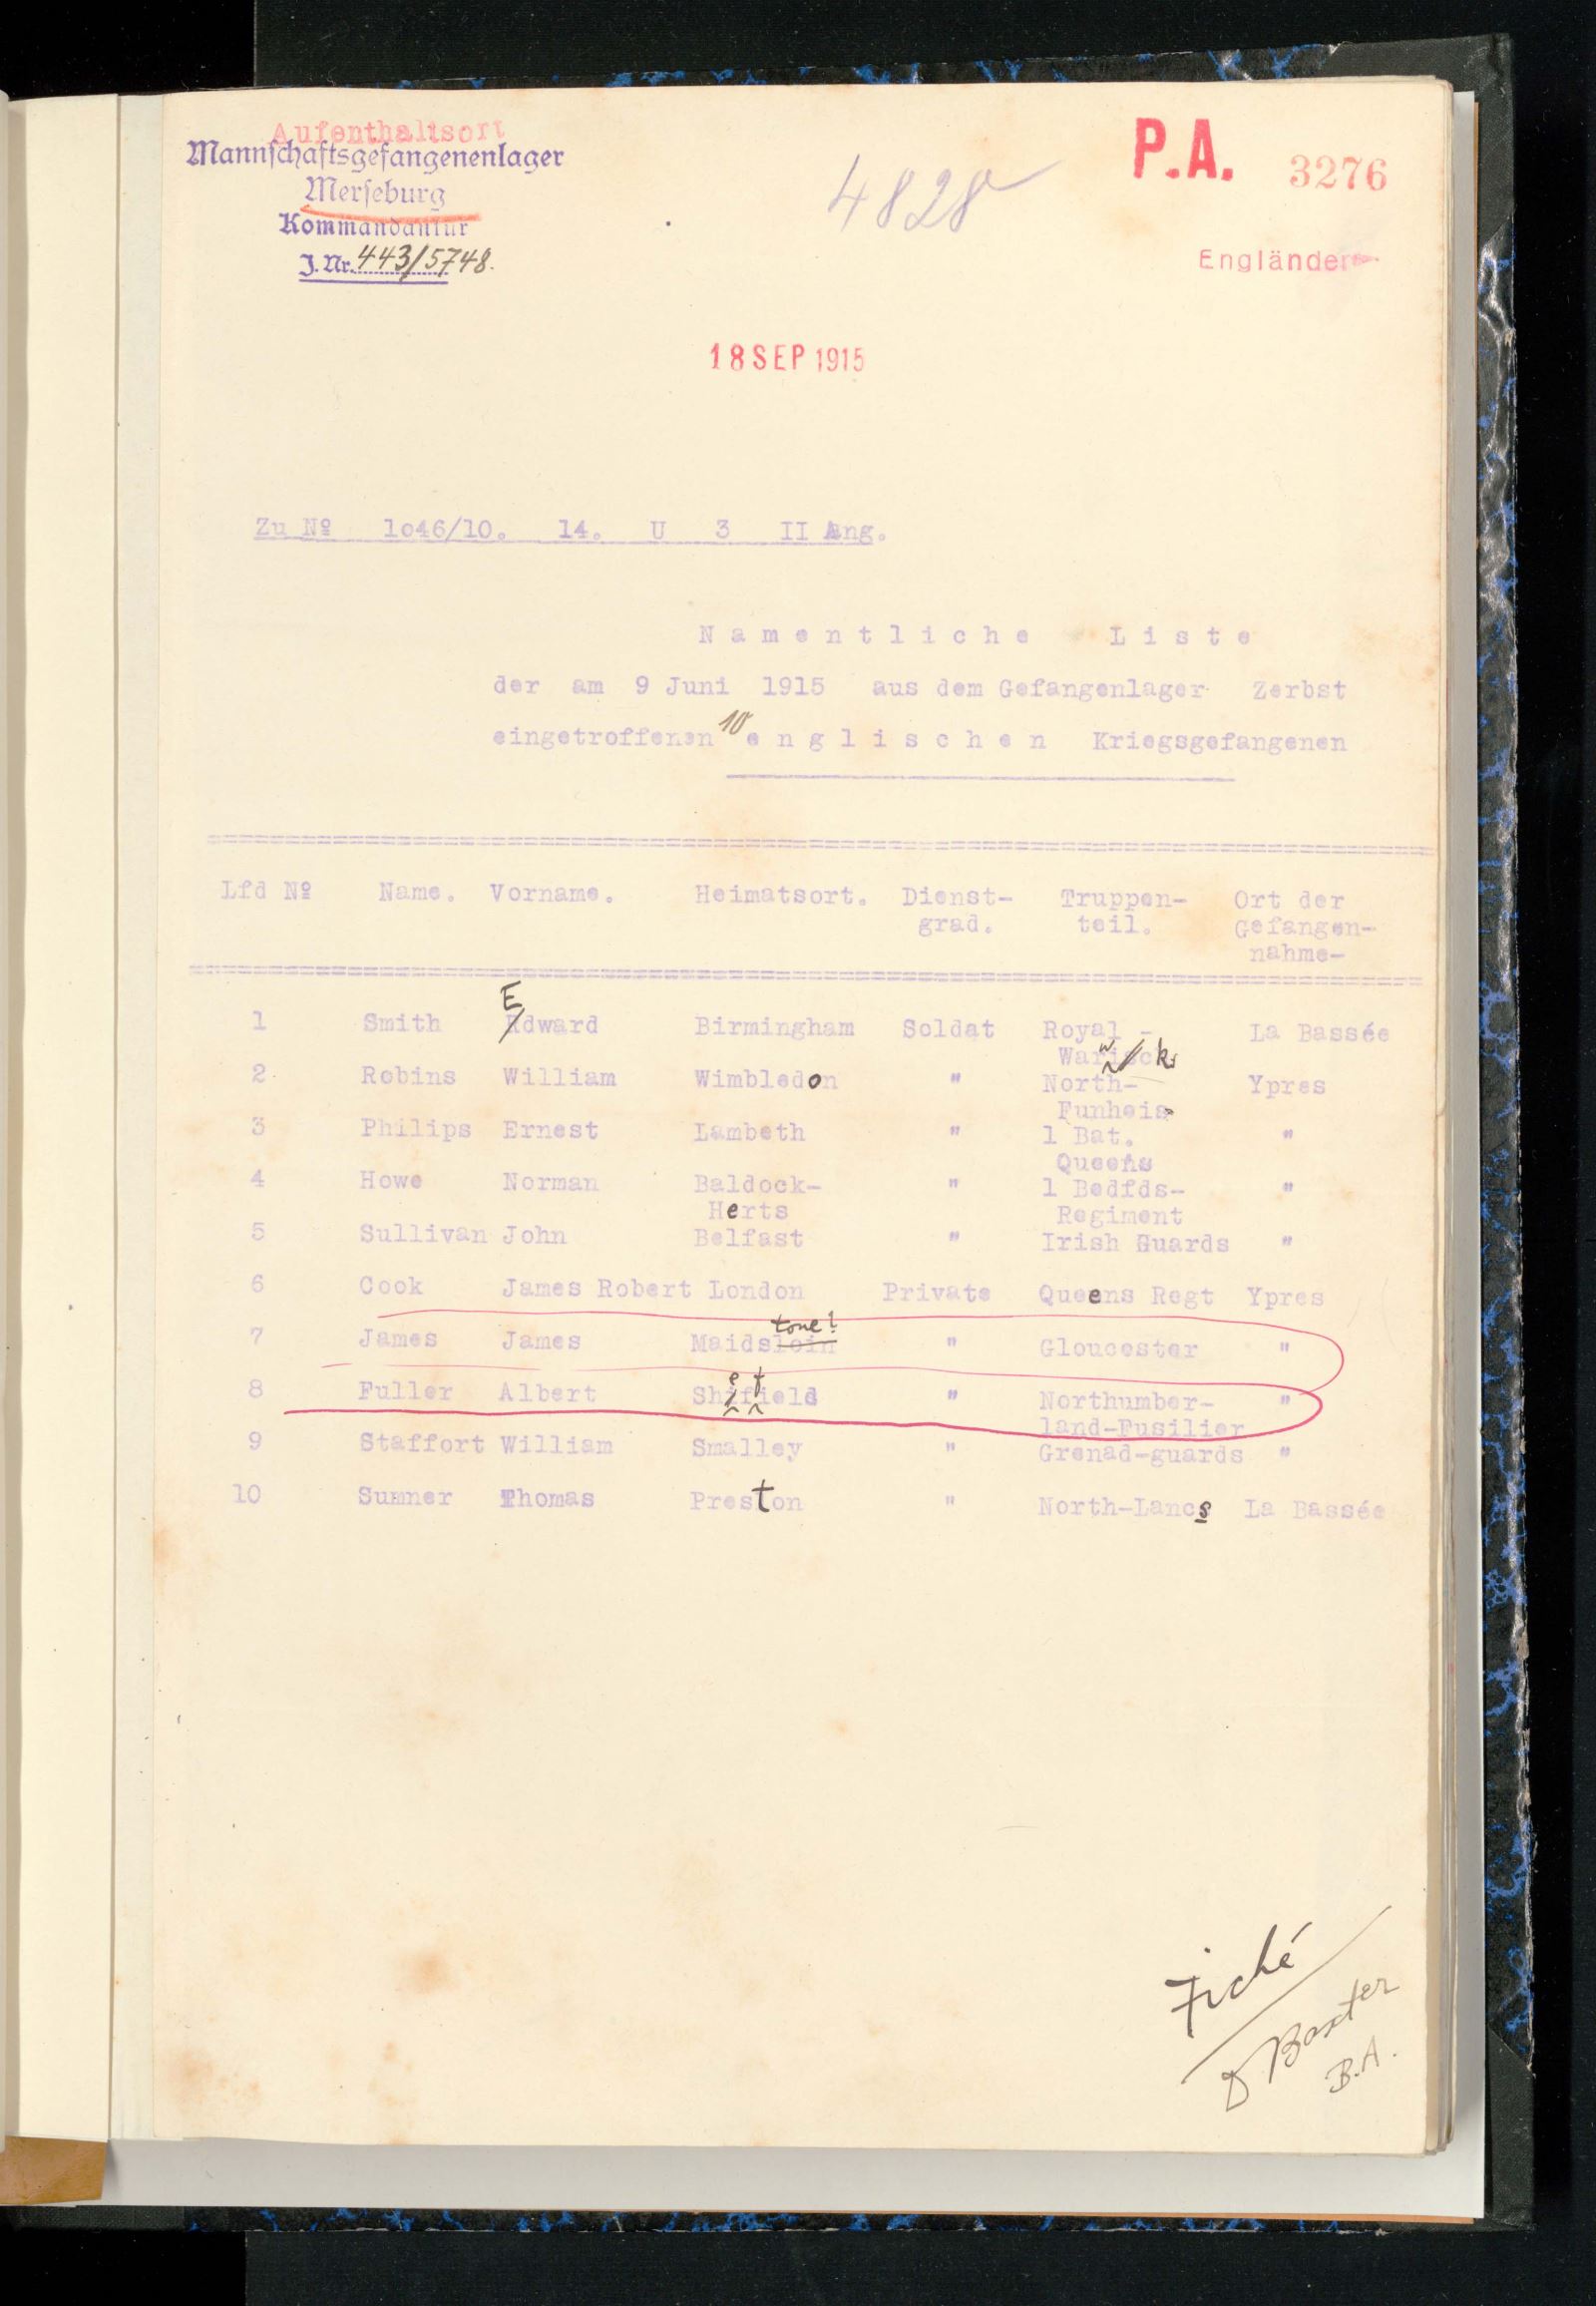 Aufenthaltsort
Mannschaftsgefangenenlager
Merseburg
Kommandantur
J. Nr. 443/5748.
4828
P.A. 3276
Engländer
18 SEP 1915
Zu Nº 1o46/10. 14. U 3 II Ang.
Namentliche Liste
der am 9 Juni 1915 aus dem Gefangenlager Zerbst
eingetroffenen 10 englischen Kriegsgefangenen
Lfd Nº Name. Vorname. Heimatsort. Dienst- Truppen- Ort der
grad. teil. Gefangen-
nahme-
E
1 Smith Edward Birmingham Soldat Royal - La Bassée
w k
2 Robins William Wimbledon " North- Ypres
Funheis
3 Philips Ernest Lambeth " 1 Bat. "
Queens
4 Howe Norman Baldock- " 1 Bedfds- "
Herts Regiment
5 Sullivan John Belfast " Irish Guards "
6 Cook James Robert London Private Queens Regt Ypres
tone?
7 James James Maidsloin " Gloucester "
e f
8 Fuller Albert Shifield " Northumber- "
land-Fusilier
9 Staffort William Smalley " Grenad-guards "
10 Sumner Thomas Preston " North-Lancs La Bassée
Fiché
Baxter
B.A.